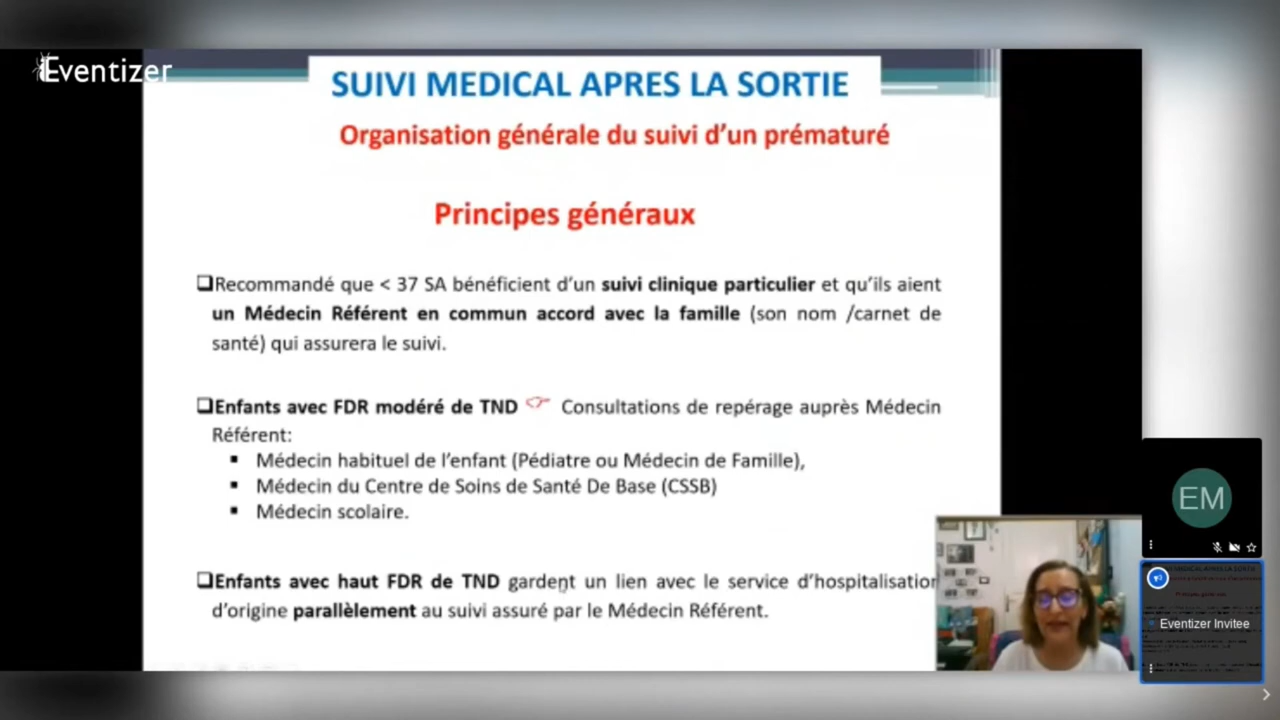 Eventizer
SUIVI MEDICAL APRES LA SORTIE
Organisation générale du suivi d'un prématuré
Principes généraux
Recommandé que < 37 SA bénéficient d'un suivi clinique particulier et qu'ils aient
un Médecin Référent en commun accord avec la famille (son nom /carnet de
santé) qui assurera le suivi.
Enfants avec FDR modéré de TND Consultations de repérage auprès Médecin
Référent:
Médecin habituel de l'enfant (Pédiatre ou Médecin de Famille),
Médecin du Centre de Soins de Santé De Base (CSSB)
Médecin scolaire.
Enfants avec haut FDR de TND gardent un lien avec le service d'hospitalisation
d'origine parallèlement au suivi assuré par le Médecin Référent.
EM
Eventizer Invitee